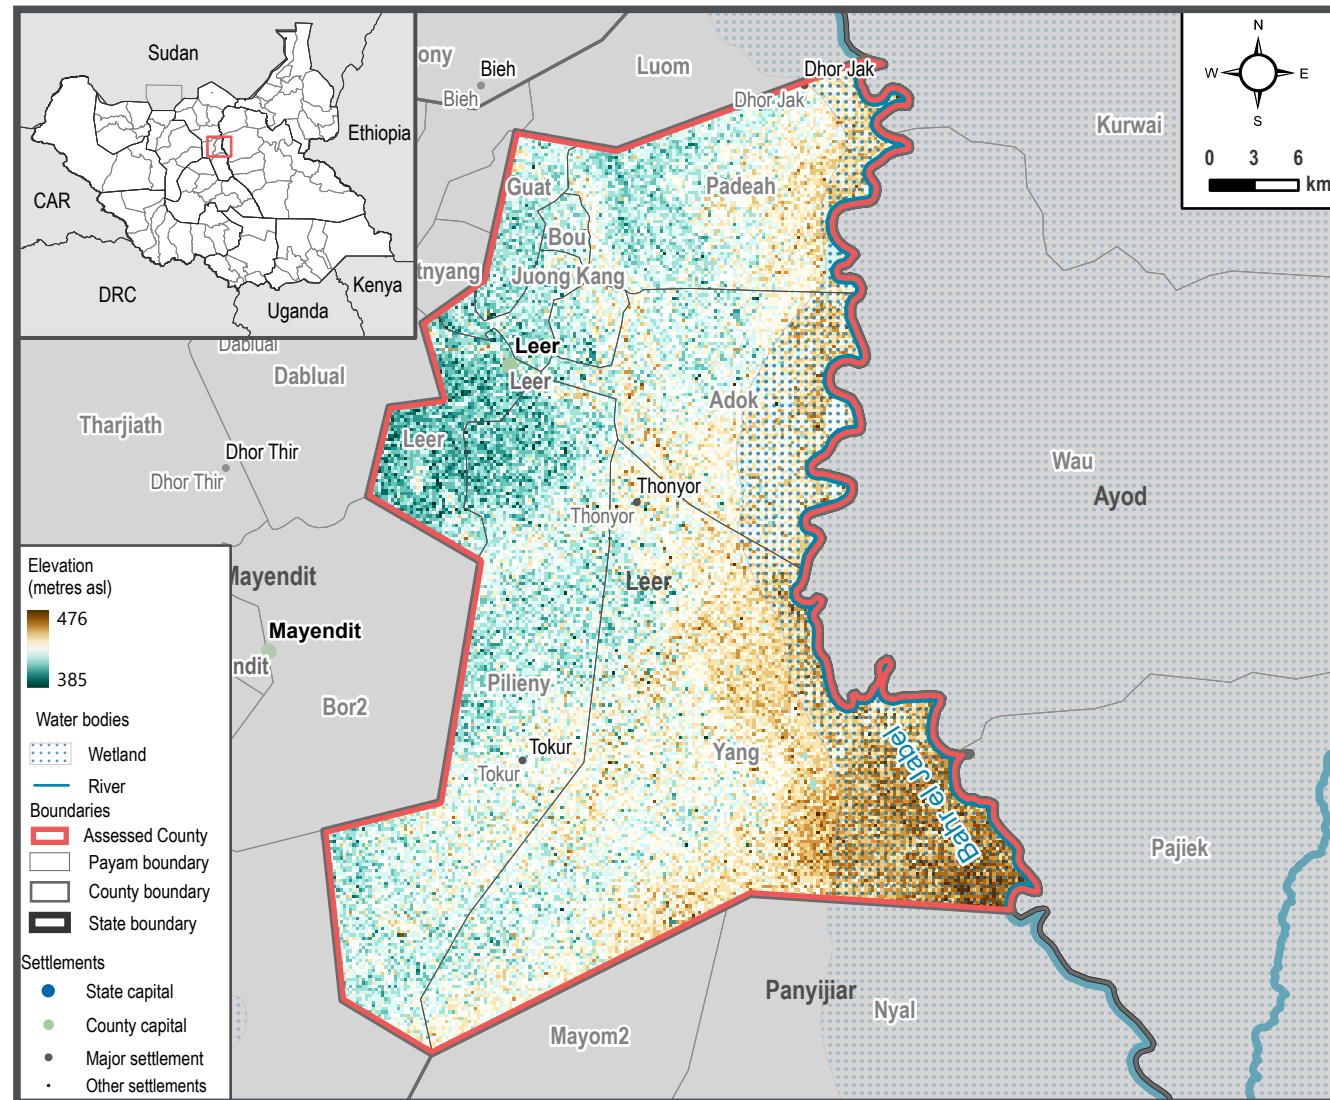 Sudan
Ethiopia
CAR
DRC
Uganda
Kenya
ony
Bieh
Bieh
Luom
Dhor Jak
Dhor Jak
Kurwai
N
W
E
S
0 3 6
km
Guat
Padeah
Bou
tnyang
Juong Kang
Leer
Leer
Dablual
Dablual
Tharjiath
Adok
Leer
Dhor Thir
Dhor Thir
Wau
Ayod
Thonyor
Thonyor
Leer
Mayendit
Mayendit
ndit
Bor2
Pilieny
Tokur
Tokur
Yang
Bahr el Jabel
Pajiek
Panyijiar
Nyal
Mayom2
Elevation
(metres asl)
476
385
Water bodies
Wetland
River
Boundaries
Assessed County
Payam boundary
County boundary
State boundary
Settlements
State capital
County capital
Major settlement
Other settlements